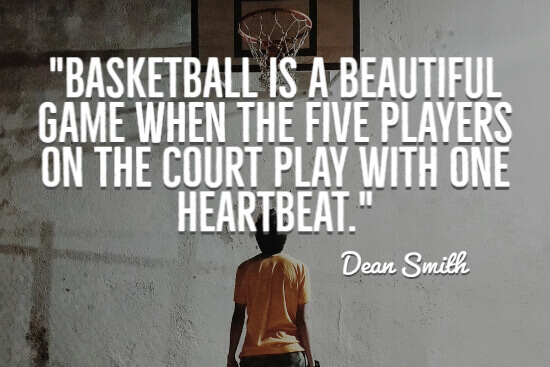 "BASKETBALL IS A BEAUTIFUL
GAME WHEN THE FIVE PLAYERS
ON THE COURT PLAY WITH ONE
HEARTBEAT."
Dean Smith